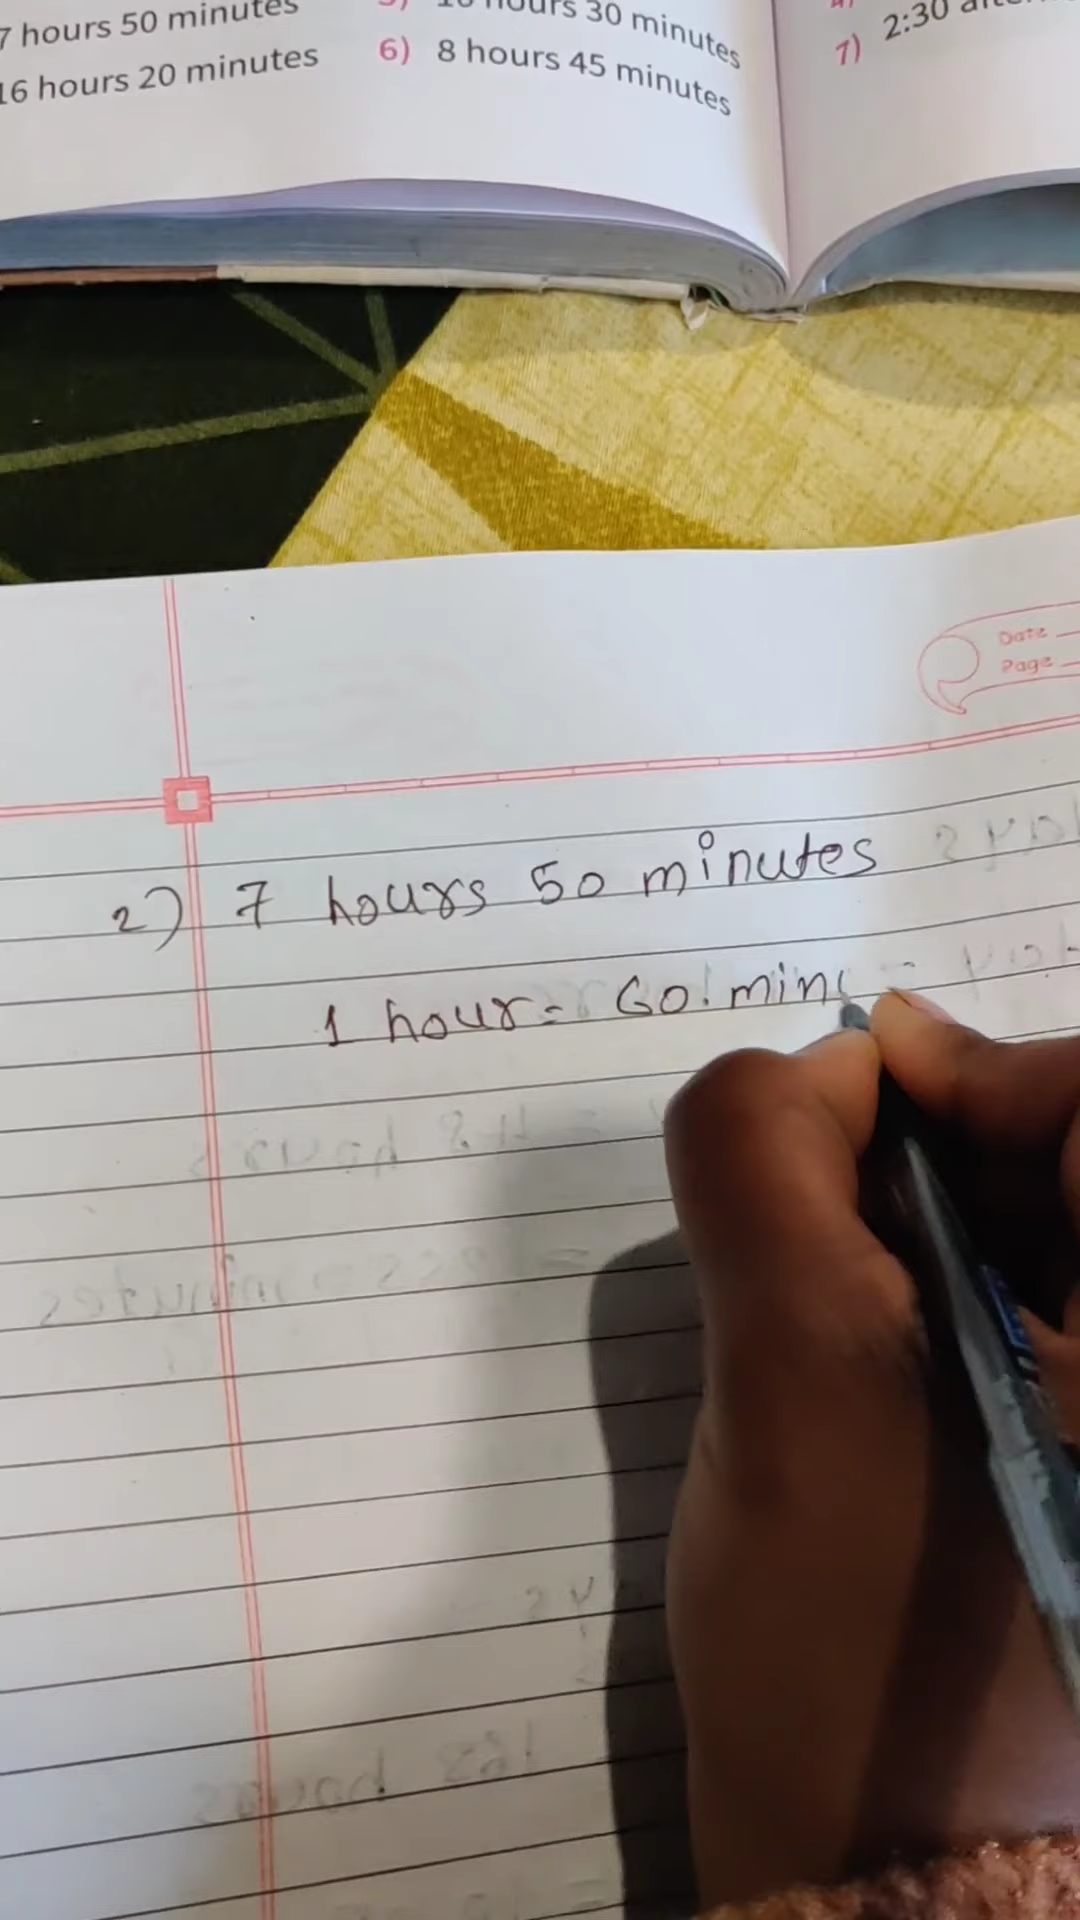 7 hours 50 minutes
16 hours 20 minutes
hours 30 minutes
6) 8 hours 45 minutes
7) 2:30
Date
Page
2) 7 hours 50 minutes
1 hour = 60 min